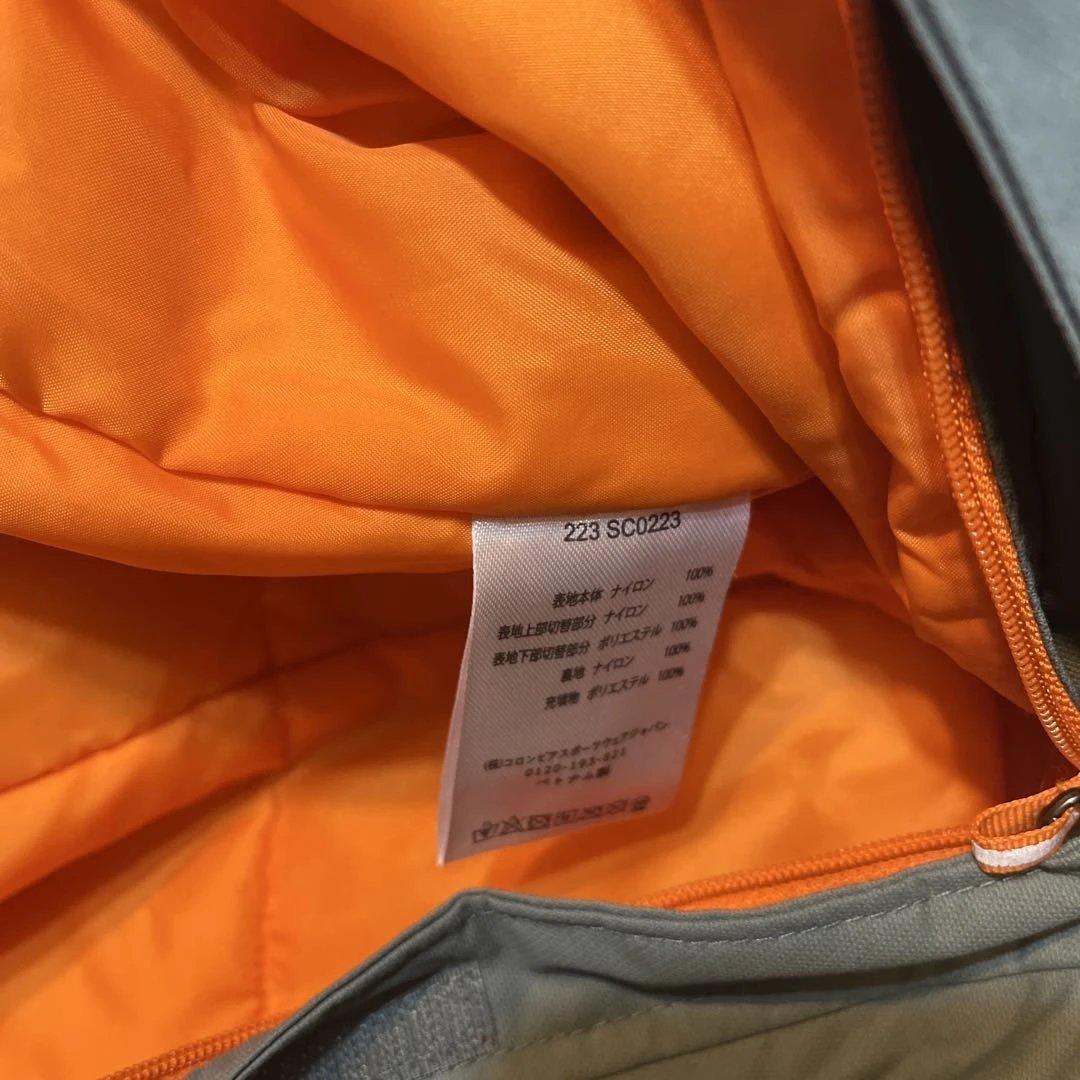 223 SC0223
表地本体 ナイロン 100%
表地上部切替部分 ナイロン 100%
表地下部切替部分 ポリエステル 100%
裏地 ナイロン 100%
充填物 ポリエステル 100%
(株)コロンビアスポーツウェアジャパン
0120-193-821
ベトナム製